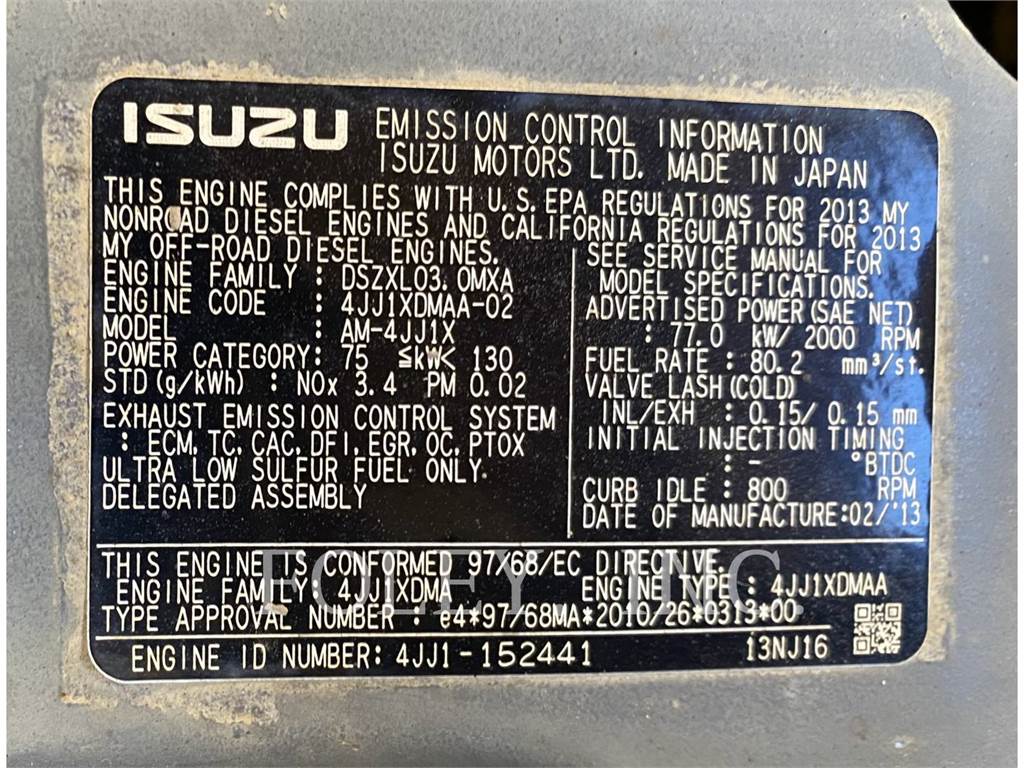 ISUZU EMISSION CONTROL INFORMATION
ISUZU MOTORS LTD. MADE IN JAPAN
THIS ENGINE COMPLIES WITH U.S. EPA REGULATIONS FOR 2013 MY
NONROAD DIESEL ENGINES AND CALIFORNIA REGULATIONS FOR 2013
MY OFF-ROAD DIESEL ENGINES.
ENGINE FAMILY : DSZXL03.0MXA
ENGINE CODE : 4JJ1XDMAA-02
MODEL : AM-4JJ1X
POWER CATEGORY: 75 ≦kW< 130
STD (g/kWh) : NOx 3.4 PM 0.02
EXHAUST EMISSION CONTROL SYSTEM
: ECM, TC, CAC, DFI, EGR, OC, PTOX
ULTRA LOW SULFUR FUEL ONLY
DELEGATED ASSEMBLY
SEE SERVICE MANUAL FOR
MODEL SPECIFICATIONS.
ADVERTISED POWER (SAE NET)
: 77.0 kW/ 2000 RPM
FUEL RATE : 80.2 mm³/st.
VALVE LASH (COLD)
INL/EXH : 0.15/ 0.15 mm
INITIAL INJECTION TIMING
: - °BTDC
CURB IDLE : 800 RPM
DATE OF MANUFACTURE:02/'13
THIS ENGINE IS CONFORMED 97/68/EC DIRECTIVE.
ENGINE FAMILY: 4JJ1XDMA ENGINE TYPE : 4JJ1XDMAA
TYPE APPROVAL NUMBER : e4*97/68MA*2010/26*0313*00
ENGINE ID NUMBER: 4JJ1-152441 13NJ16
FOLEY INC.